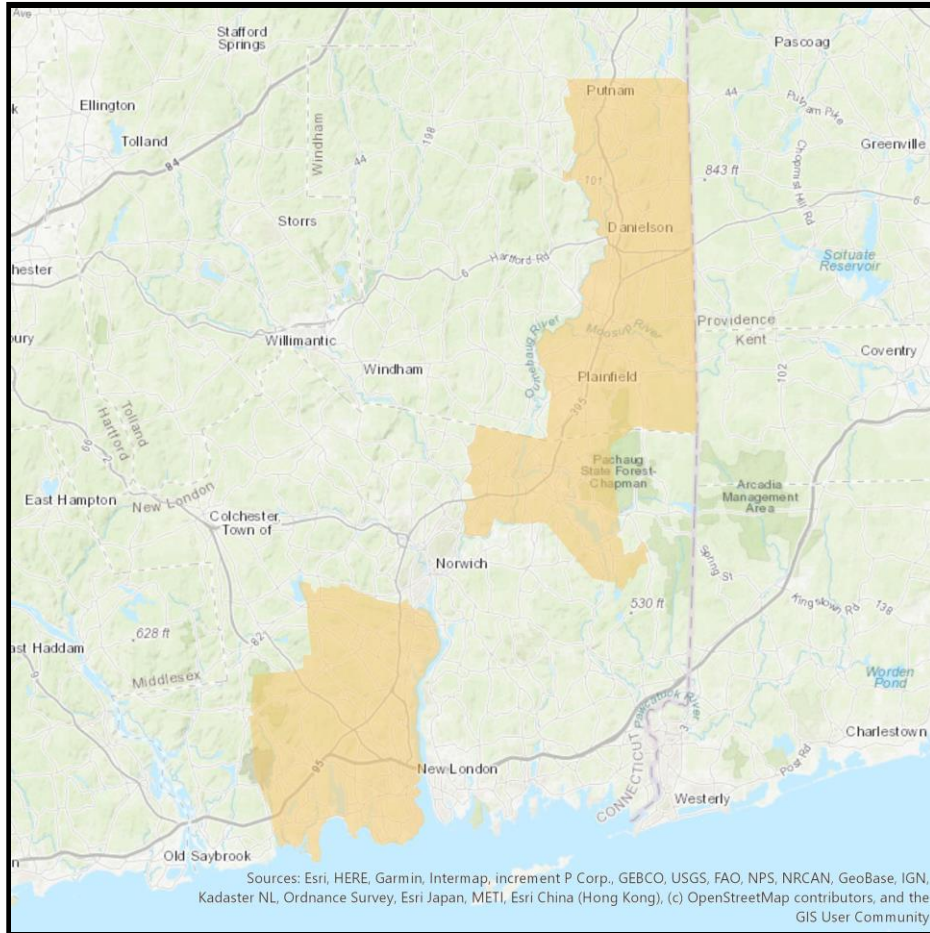 Ave
Stafford
Springs
Pascoag
Ellington
Putnam
44
Putnam Pike
k
Tolland
Windham
198
Greenville
84
44
101
843 ft
Chopmist Hill Rd
6
Storrs
Danielson
hester
Hartford Rd
6
Scituate
Reservoir
ury
Willimantic
Quinebaug River
Moosup River
Providence
Kent
Coventry
Windham
Plainfield
102
Tolland
Hartford
395
66
2
Pachaug
State Forest-
Chapman
Arcadia
Management
Area
East Hampton
New London
Colchester,
Town of
Norwich
Spring St
530 ft
Kingstown Rd
138
628 ft
82
ast Haddam
9
Middlesex
Worden
Pond
Pawcatuck River
3
Charlestown
95
New London
CONNECTICUT
Post Rd
Westerly
n
Old Saybrook
Sources: Esri, HERE, Garmin, Intermap, increment P Corp., GEBCO, USGS, FAO, NPS, NRCAN, GeoBase, IGN,
Kadaster NL, Ordnance Survey, Esri Japan, METI, Esri China (Hong Kong), (c) OpenStreetMap contributors, and the
GIS User Community